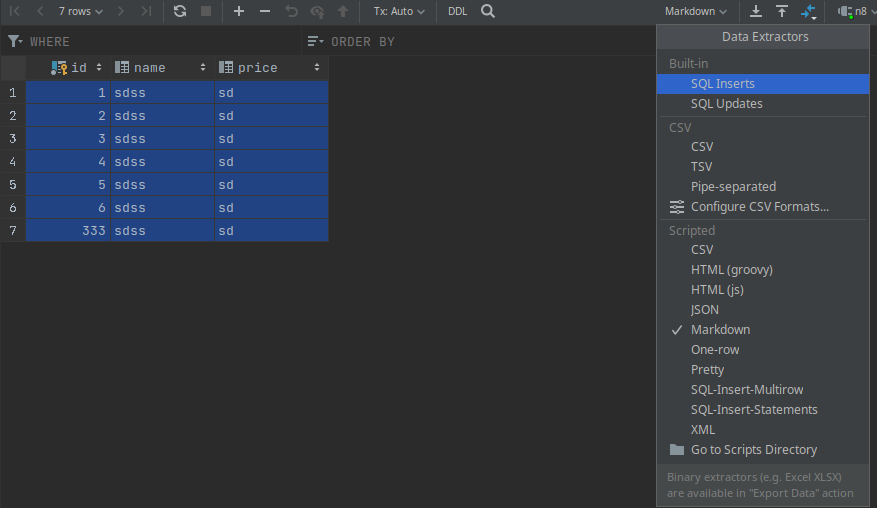 7 rows Tx: Auto DDL Markdown n8
WHERE ORDER BY
id name price
1 1 sdss sd
2 2 sdss sd
3 3 sdss sd
4 4 sdss sd
5 5 sdss sd
6 6 sdss sd
7 333 sdss sd
Data Extractors
Built-in
SQL Inserts
SQL Updates
CSV
CSV
TSV
Pipe-separated
Configure CSV Formats...
Scripted
CSV
HTML (groovy)
HTML (js)
JSON
Markdown
One-row
Pretty
SQL-Insert-Multirow
SQL-Insert-Statements
XML
Go to Scripts Directory
Binary extractors (e.g. Excel XLSX)
are available in "Export Data" action